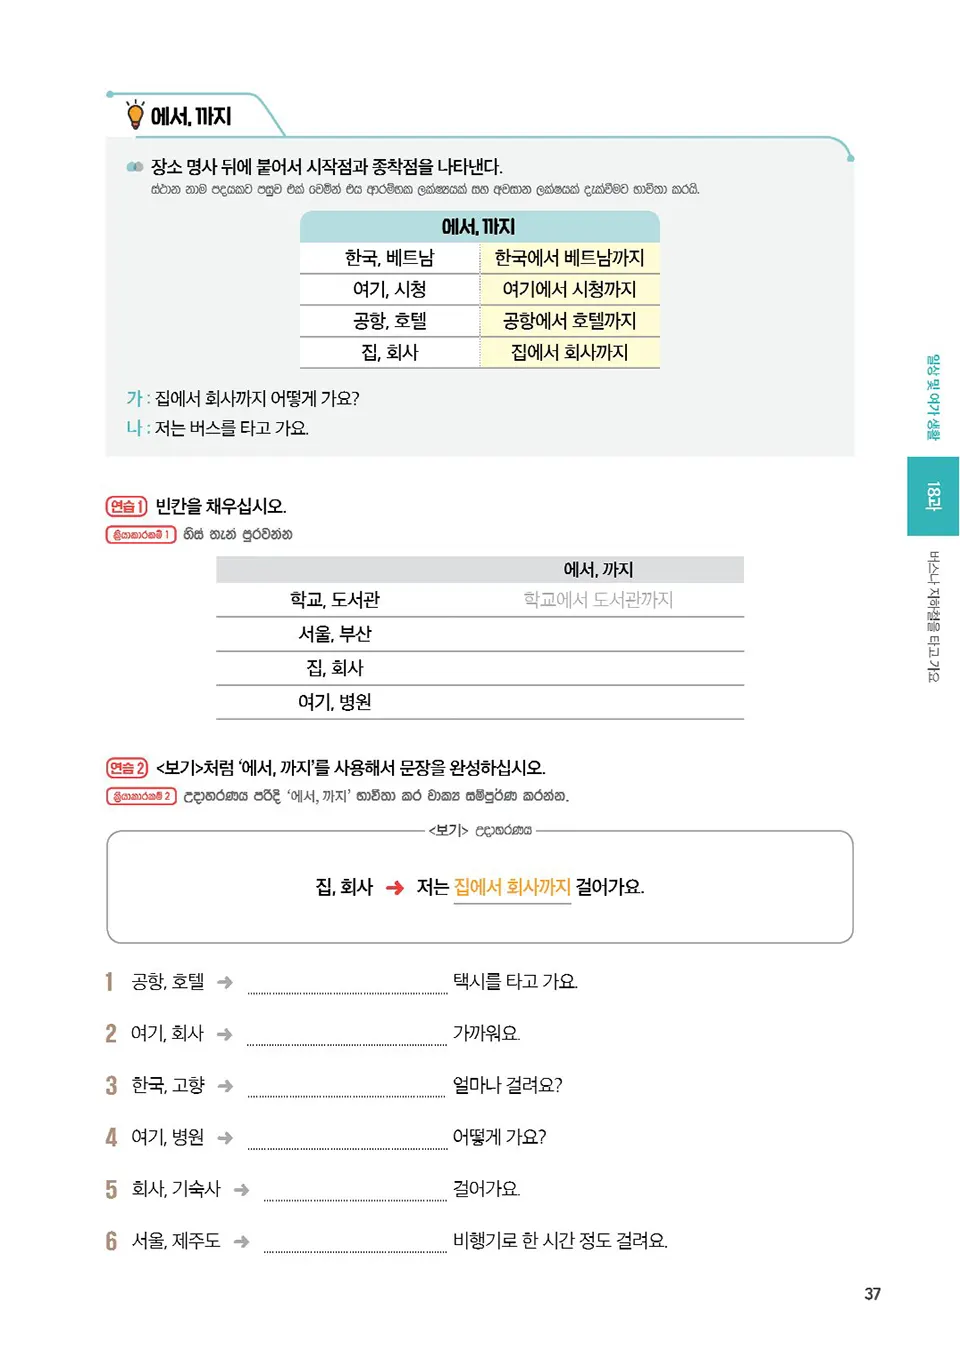 에서, 까지
장소 명사 뒤에 붙어서 시작점과 종착점을 나타낸다.
ස්ථාන නාම පදයකට පසුව එක් වෙමින් එය ආරම්භක ලක්ෂ්‍යයක් සහ අවසාන ලක්ෂයක් දැක්වීමට භාවිතා කරයි.
에서, 까지
한국, 베트남 한국에서 베트남까지
여기, 시청 여기에서 시청까지
공항, 호텔 공항에서 호텔까지
집, 회사 집에서 회사까지
가 : 집에서 회사까지 어떻게 가요?
나 : 저는 버스를 타고 가요.
연습 1 빈칸을 채우십시오.
ක්‍රියාකාරකම් 1 හිස් තැන් පුරවන්න
에서, 까지
학교, 도서관 학교에서 도서관까지
서울, 부산
집, 회사
여기, 병원
연습 2 <보기>처럼 ‘에서, 까지’를 사용해서 문장을 완성하십시오.
ක්‍රියාකාරකම් 2 උදාහරණය පරිදි ‘에서, 까지’ භාවිතා කර වාක්‍ය සම්පුර්ණ කරන්න.
<보기> උදාහරණය
집, 회사 ➜ 저는 집에서 회사까지 걸어가요.
1 공항, 호텔 ➜ 택시를 타고 가요.
2 여기, 회사 ➜ 가까워요.
3 한국, 고향 ➜ 얼마나 걸려요?
4 여기, 병원 ➜ 어떻게 가요?
5 회사, 기숙사 ➜ 걸어가요.
6 서울, 제주도 ➜ 비행기로 한 시간 정도 걸려요.
일상 및 여가 생활
18과
버스나 지하철을 타고 가요
37